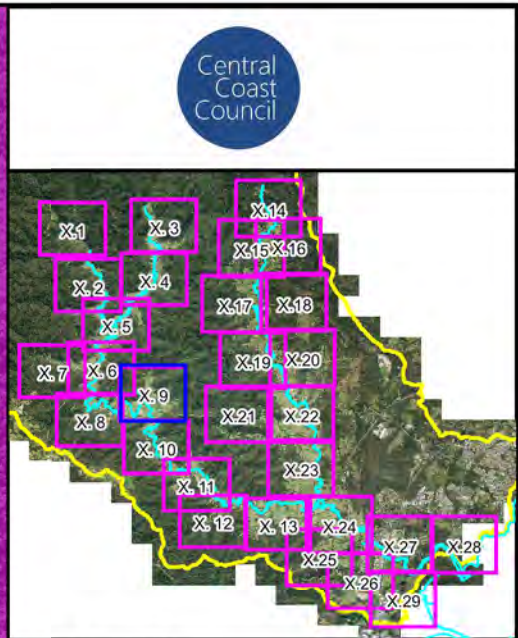 Central
Coast
Council
X.14
X.1
X. 3
X.15
X.16
X. 2
X. 4
X.17
X.18
X. 5
X. 7
X. 6
X.19
X.20
X. 9
X. 8
X.21
X.22
X. 10
X.23
X. 11
X. 12
X. 13
X.24
X.27
X.28
X.25
X.26
X.29